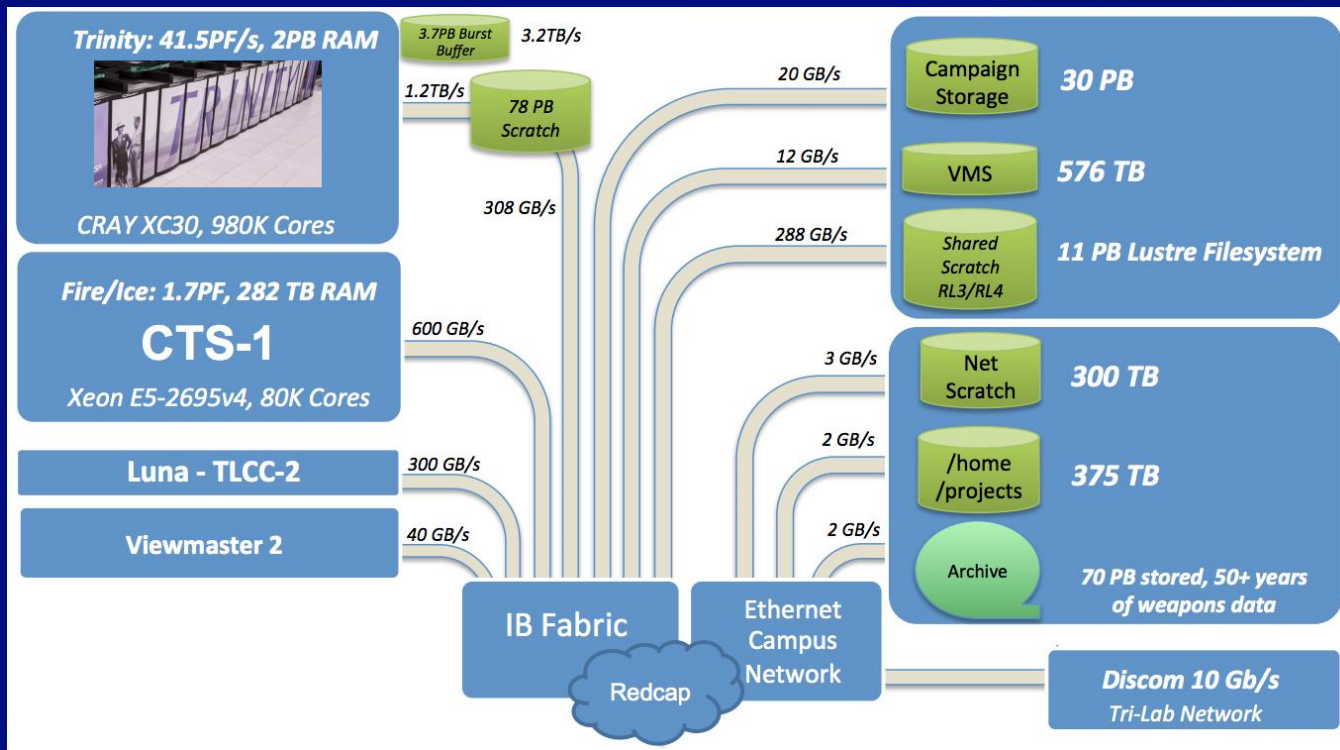 Trinity: 41.5PF/s, 2PB RAM
TRINITY
CRAY XC30, 980K Cores
3.7PB Burst
Buffer
3.2TB/s
1.2TB/s
78 PB
Scratch
308 GB/s
Fire/Ice: 1.7PF, 282 TB RAM
CTS-1
Xeon E5-2695v4, 80K Cores
600 GB/s
Luna - TLCC-2
300 GB/s
Viewmaster 2
40 GB/s
20 GB/s
Campaign
Storage
30 PB
12 GB/s
VMS
576 TB
288 GB/s
Shared
Scratch
RL3/RL4
11 PB Lustre Filesystem
3 GB/s
Net
Scratch
300 TB
2 GB/s
/home
/projects
375 TB
2 GB/s
Archive
70 PB stored, 50+ years
of weapons data
IB Fabric
Ethernet
Campus
Network
Redcap
Discom 10 Gb/s
Tri-Lab Network